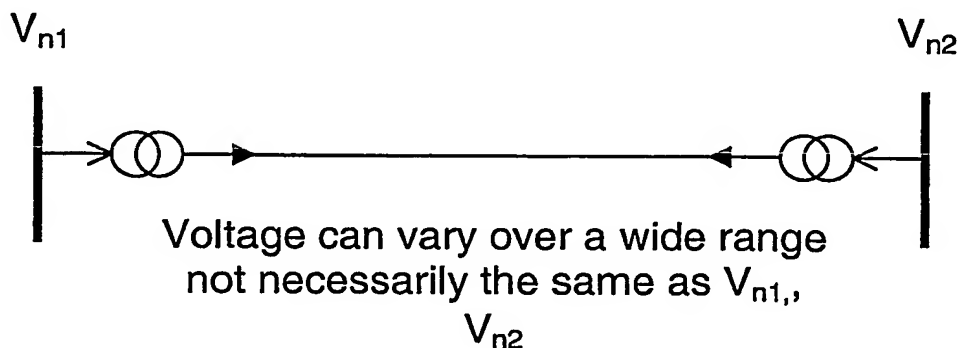 Vn1
Vn2
Voltage can vary over a wide range
not necessarily the same as Vn1,,
Vn2